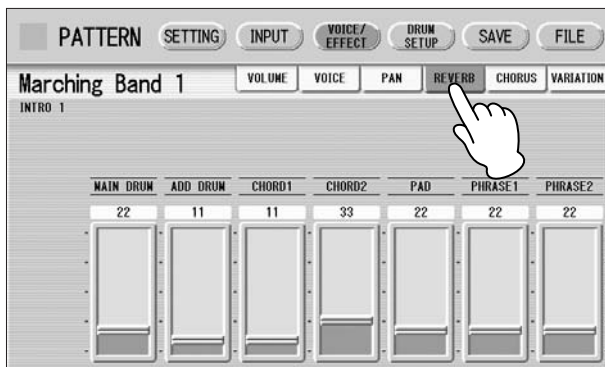 PATTERN SETTING INPUT VOICE/ EFFECT DRUM SETUP SAVE FILE
Marching Band 1 VOLUME VOICE PAN REVERB CHORUS VARIATION
INTRO 1
MAIN DRUM ADD DRUM CHORD1 CHORD2 PAD PHRASE1 PHRASE2
22 11 11 33 22 22 22